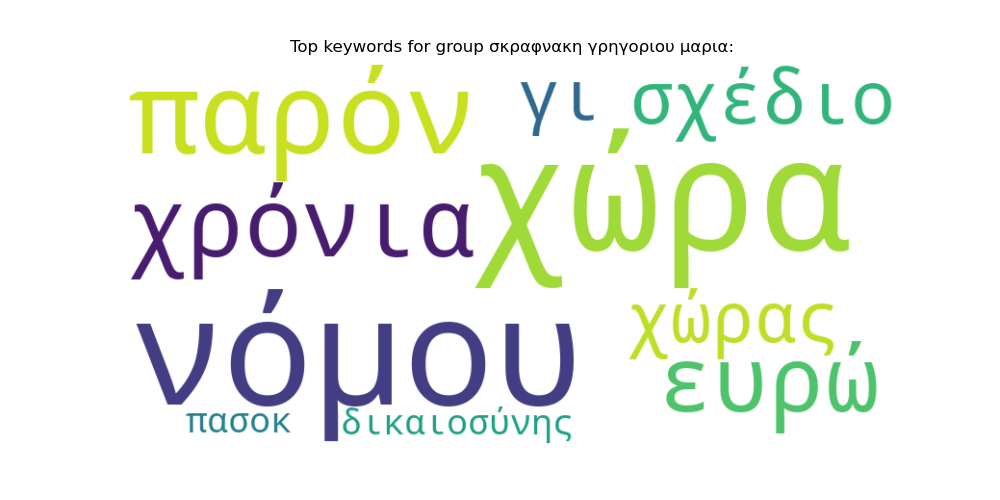 Top keywords for group σκραφνακη γρηγοριου μαρια:
παρόν
γι
σχέδιο
χρόνια
χώρα
νόμου
χώρας
ευρώ
πασοκ
δικαιοσύνης